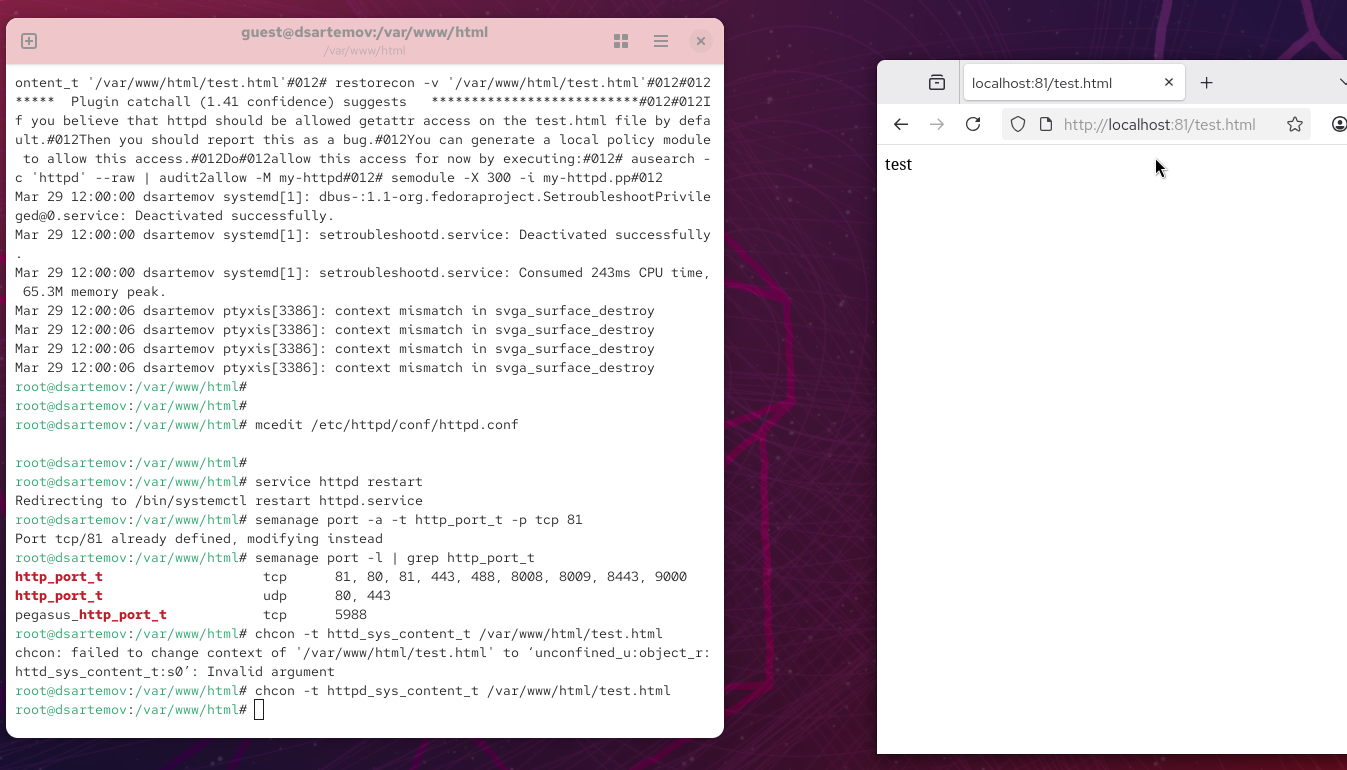 guest@dsartemov:/var/www/html
/var/www/html
ontent_t '/var/www/html/test.html'#012# restorecon -v '/var/www/html/test.html'#012#012
*****  Plugin catchall (1.41 confidence) suggests   **************************#012#012I
f you believe that httpd should be allowed getattr access on the test.html file by defa
ult.#012Then you should report this as a bug.#012You can generate a local policy module
 to allow this access.#012Do#012allow this access for now by executing:#012# ausearch -
c 'httpd' --raw | audit2allow -M my-httpd#012# semodule -X 300 -i my-httpd.pp#012
Mar 29 12:00:00 dsartemov systemd[1]: dbus-:1.1-org.fedoraproject.SetroubleshootPrivile
ged@0.service: Deactivated successfully.
Mar 29 12:00:00 dsartemov systemd[1]: setroubleshootd.service: Deactivated successfully
.
Mar 29 12:00:00 dsartemov systemd[1]: setroubleshootd.service: Consumed 243ms CPU time,
 65.3M memory peak.
Mar 29 12:00:06 dsartemov ptyxis[3386]: context mismatch in svga_surface_destroy
Mar 29 12:00:06 dsartemov ptyxis[3386]: context mismatch in svga_surface_destroy
Mar 29 12:00:06 dsartemov ptyxis[3386]: context mismatch in svga_surface_destroy
Mar 29 12:00:06 dsartemov ptyxis[3386]: context mismatch in svga_surface_destroy
root@dsartemov:/var/www/html#
root@dsartemov:/var/www/html#
root@dsartemov:/var/www/html# mcedit /etc/httpd/conf/httpd.conf
root@dsartemov:/var/www/html#
root@dsartemov:/var/www/html# service httpd restart
Redirecting to /bin/systemctl restart httpd.service
root@dsartemov:/var/www/html# semanage port -a -t http_port_t -p tcp 81
Port tcp/81 already defined, modifying instead
root@dsartemov:/var/www/html# semanage port -l | grep http_port_t
http_port_t                    tcp      81, 80, 81, 443, 488, 8008, 8009, 8443, 9000
http_port_t                    udp      80, 443
pegasus_http_port_t            tcp      5988
root@dsartemov:/var/www/html# chcon -t httd_sys_content_t /var/www/html/test.html
chcon: failed to change context of '/var/www/html/test.html' to ‘unconfined_u:object_r:
httd_sys_content_t:s0’: Invalid argument
root@dsartemov:/var/www/html# chcon -t httpd_sys_content_t /var/www/html/test.html
root@dsartemov:/var/www/html#
localhost:81/test.html
http://localhost:81/test.html
test